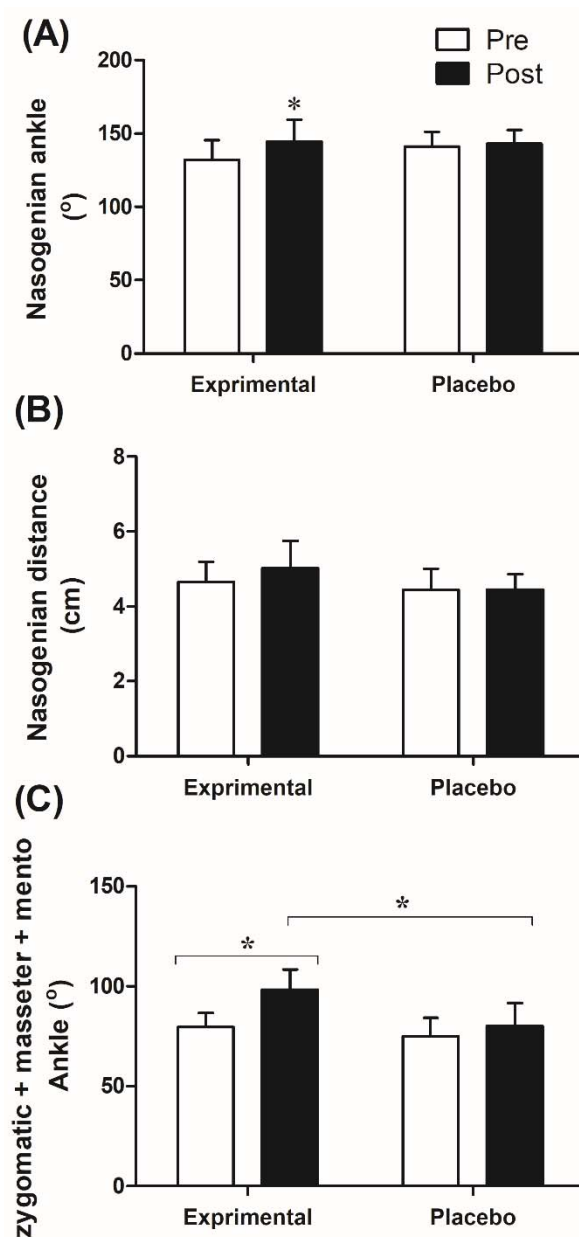 (A)
Pre
Post
Nasogenian ankle
(°)
200
150
100
50
0
*
Exprimental
Placebo
(B)
Nasogenian distance
(cm)
8
6
4
2
0
Exprimental
Placebo
(C)
zygomatic + masseter + mento
Ankle (°)
150
100
50
0
*
*
Exprimental
Placebo